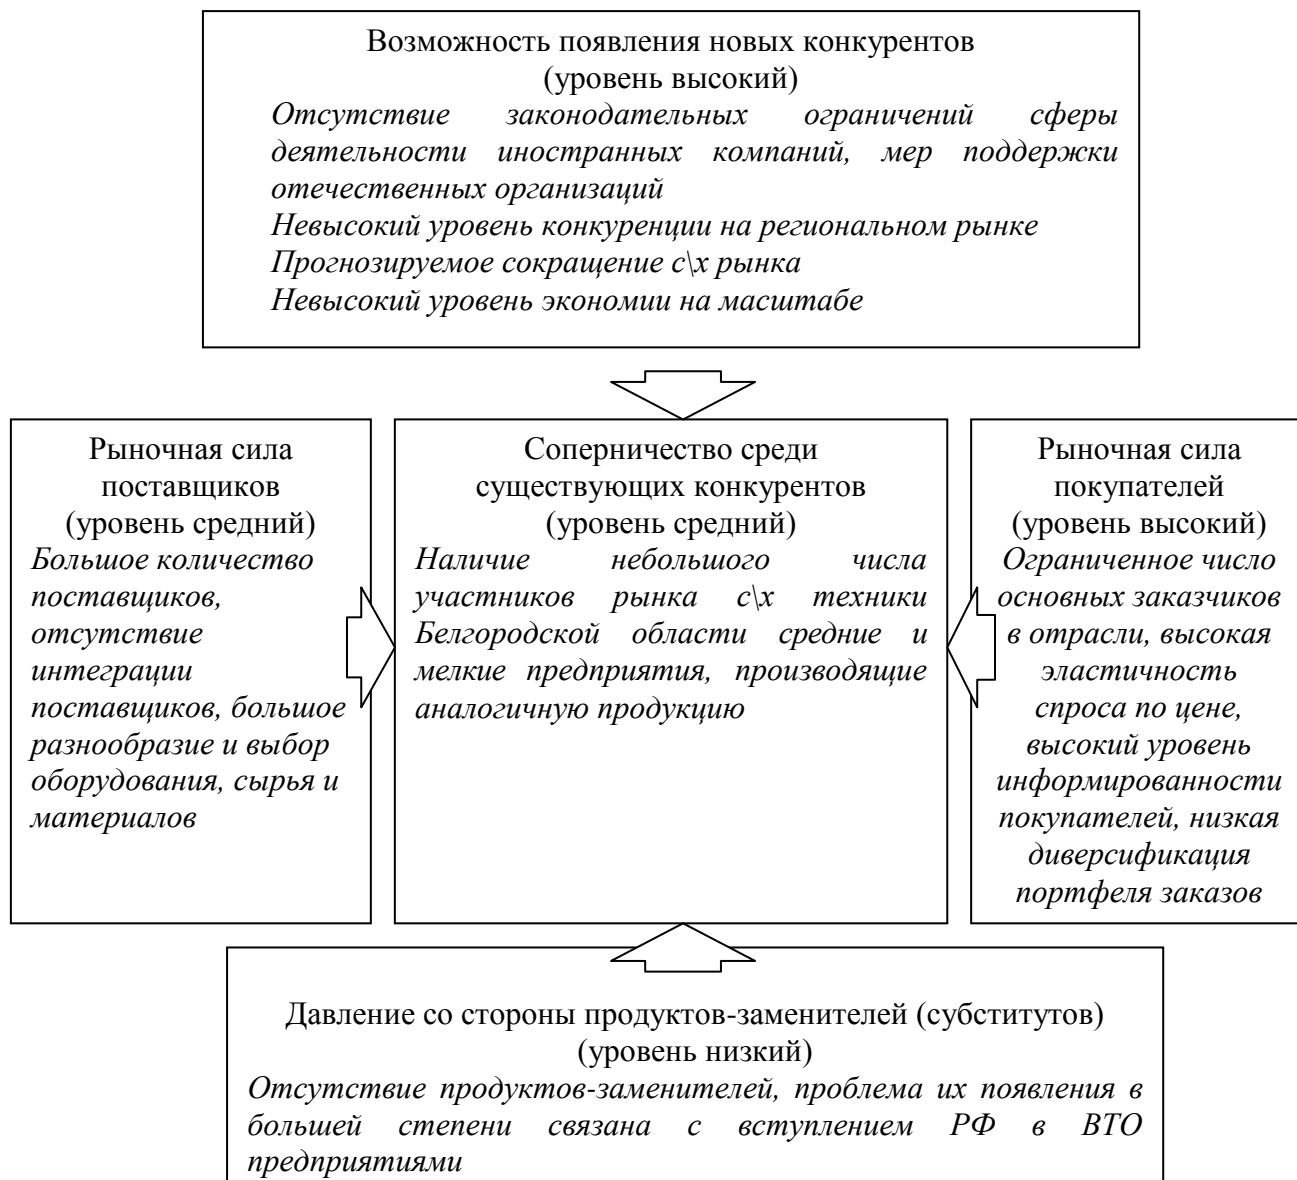 Возможность появления новых конкурентов
(уровень высокий)
Отсутствие законодательных ограничений сферы
деятельности иностранных компаний, мер поддержки
отечественных организаций
Невысокий уровень конкуренции на региональном рынке
Прогнозируемое сокращение с\х рынка
Невысокий уровень экономии на масштабе
Рыночная сила
поставщиков
(уровень средний)
Большое количество
поставщиков,
отсутствие
интеграции
поставщиков, большое
разнообразие и выбор
оборудования, сырья и
материалов
Соперничество среди
существующих конкурентов
(уровень средний)
Наличие небольшого числа
участников рынка с\х техники
Белгородской области средние и
мелкие предприятия, производящие
аналогичную продукцию
Рыночная сила
покупателей
(уровень высокий)
Ограниченное число
основных заказчиков
в отрасли, высокая
эластичность
спроса по цене,
высокий уровень
информированности
покупателей, низкая
диверсификация
портфеля заказов
Давление со стороны продуктов-заменителей (субститутов)
(уровень низкий)
Отсутствие продуктов-заменителей, проблема их появления в
большей степени связана с вступлением РФ в ВТО
предприятиями